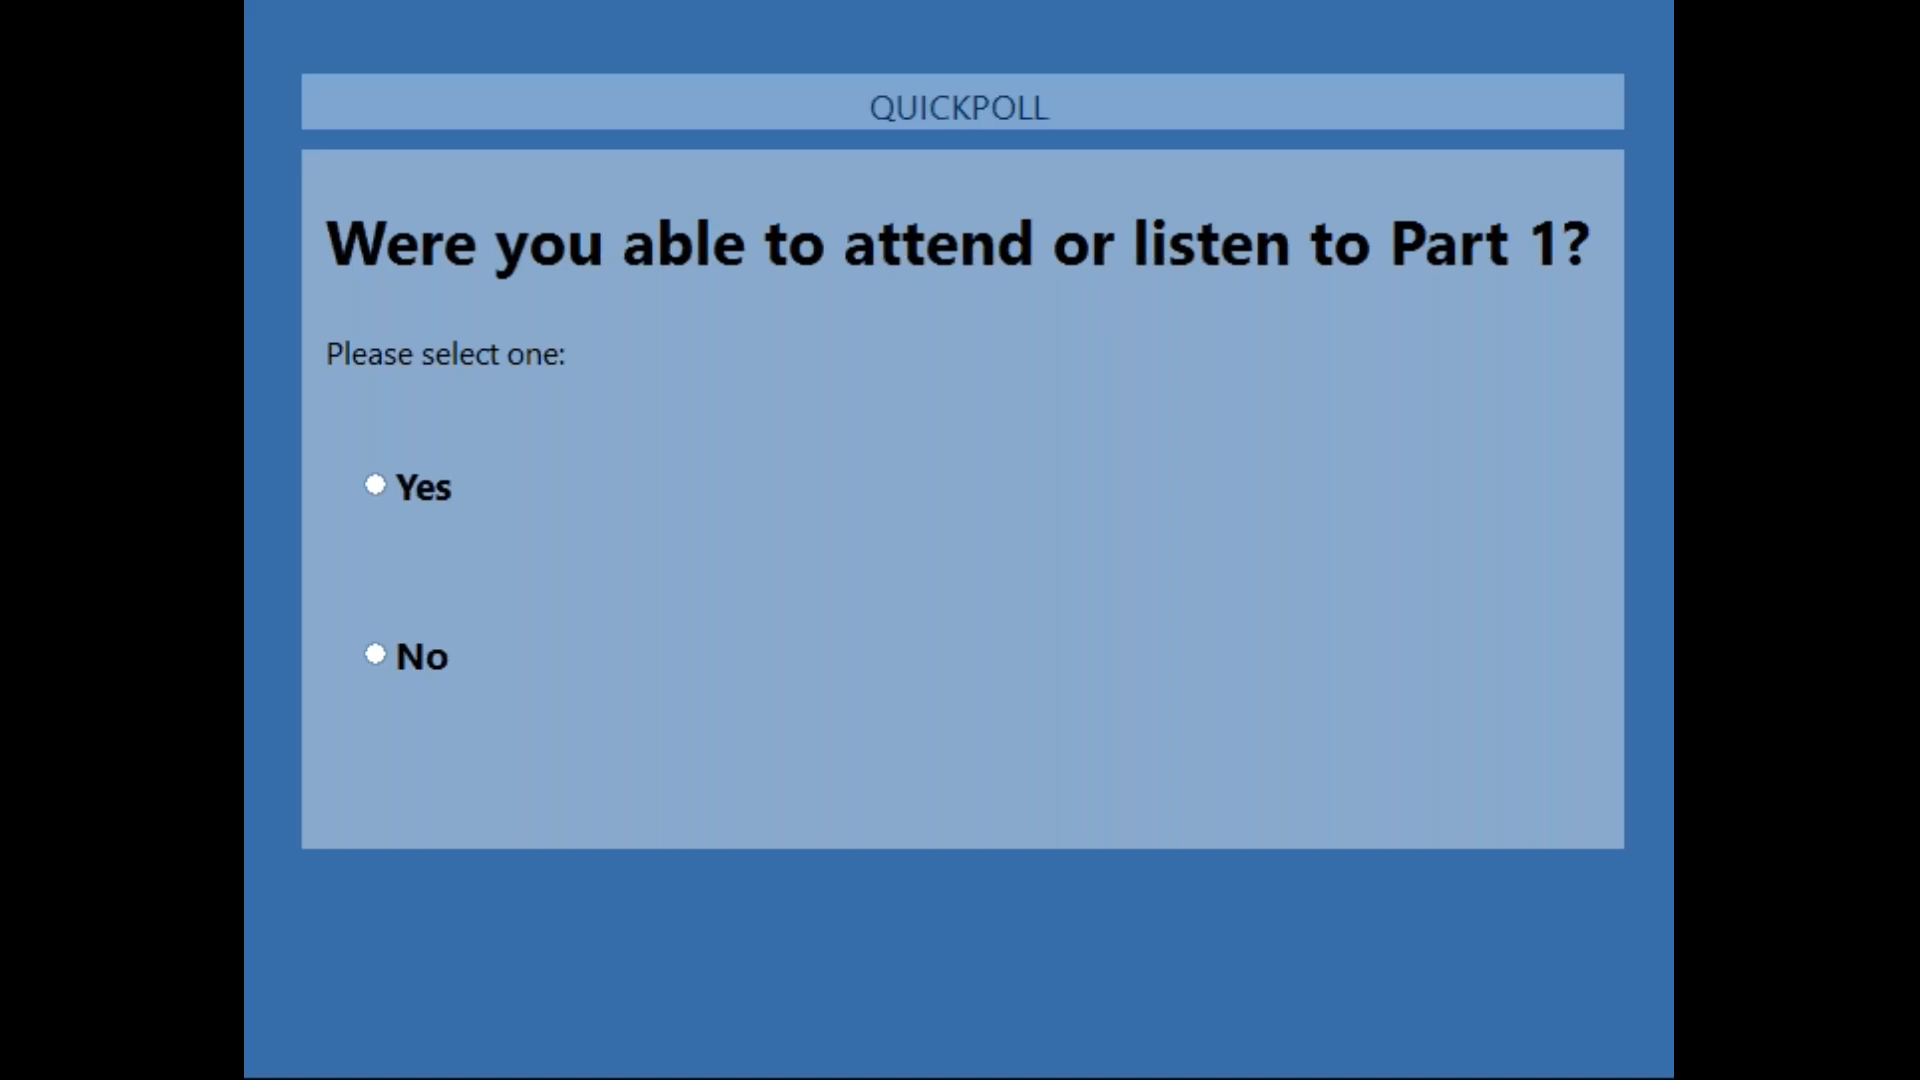 QUICKPOLL
Were you able to attend or listen to Part 1?
Please select one:
Yes
No